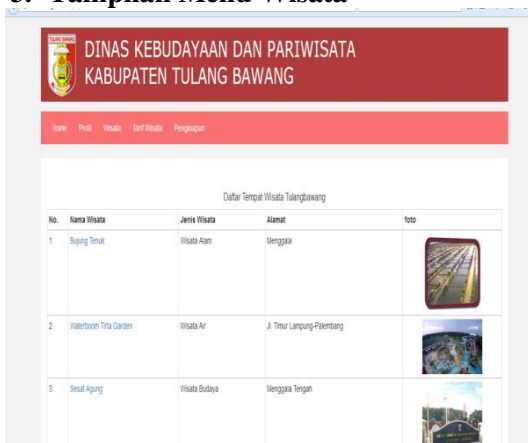 Tampilan Menu Wisata
DINAS KEBUDAYAAN DAN PARIWISATA
KABUPATEN TULANG BAWANG
Home Profil Wisata Tarif Wisata Penginapan
Daftar Tempat Wisata Tulangbawang
No. Nama Wisata Jenis Wisata Alamat foto
1. Bujung Tenuk Wisata Alam Menggala
2. Waterboom Tirta Garden Wisata Air Jl. Timur Lampung-Palembang
3. Sesat Agung Wisata Budaya Menggala Tengah